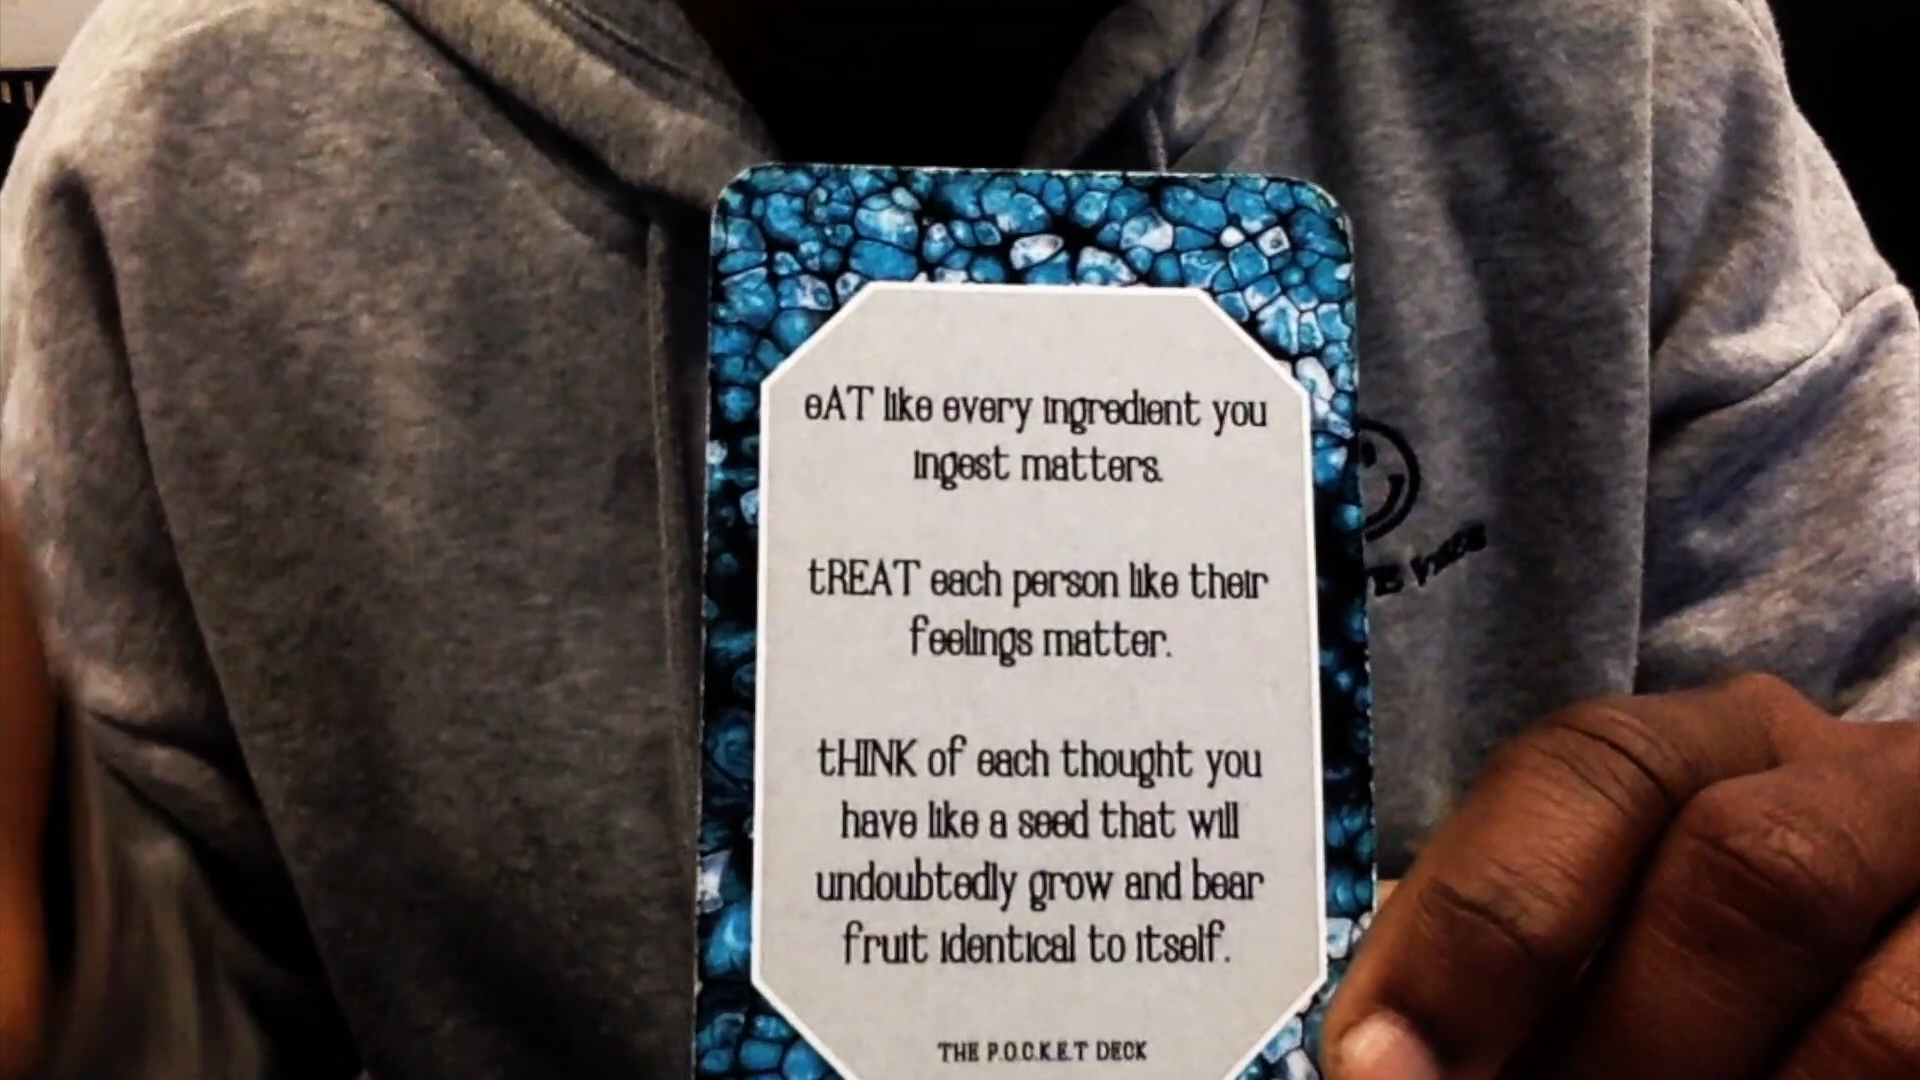 eAT like every ingredient you
ingest matters.
tREAT each person like their
feelings matter.
tHINK of each thought you
have like a seed that will
undoubtedly grow and bear
fruit identical to itself.
THE P.O.C.K.E.T DECK